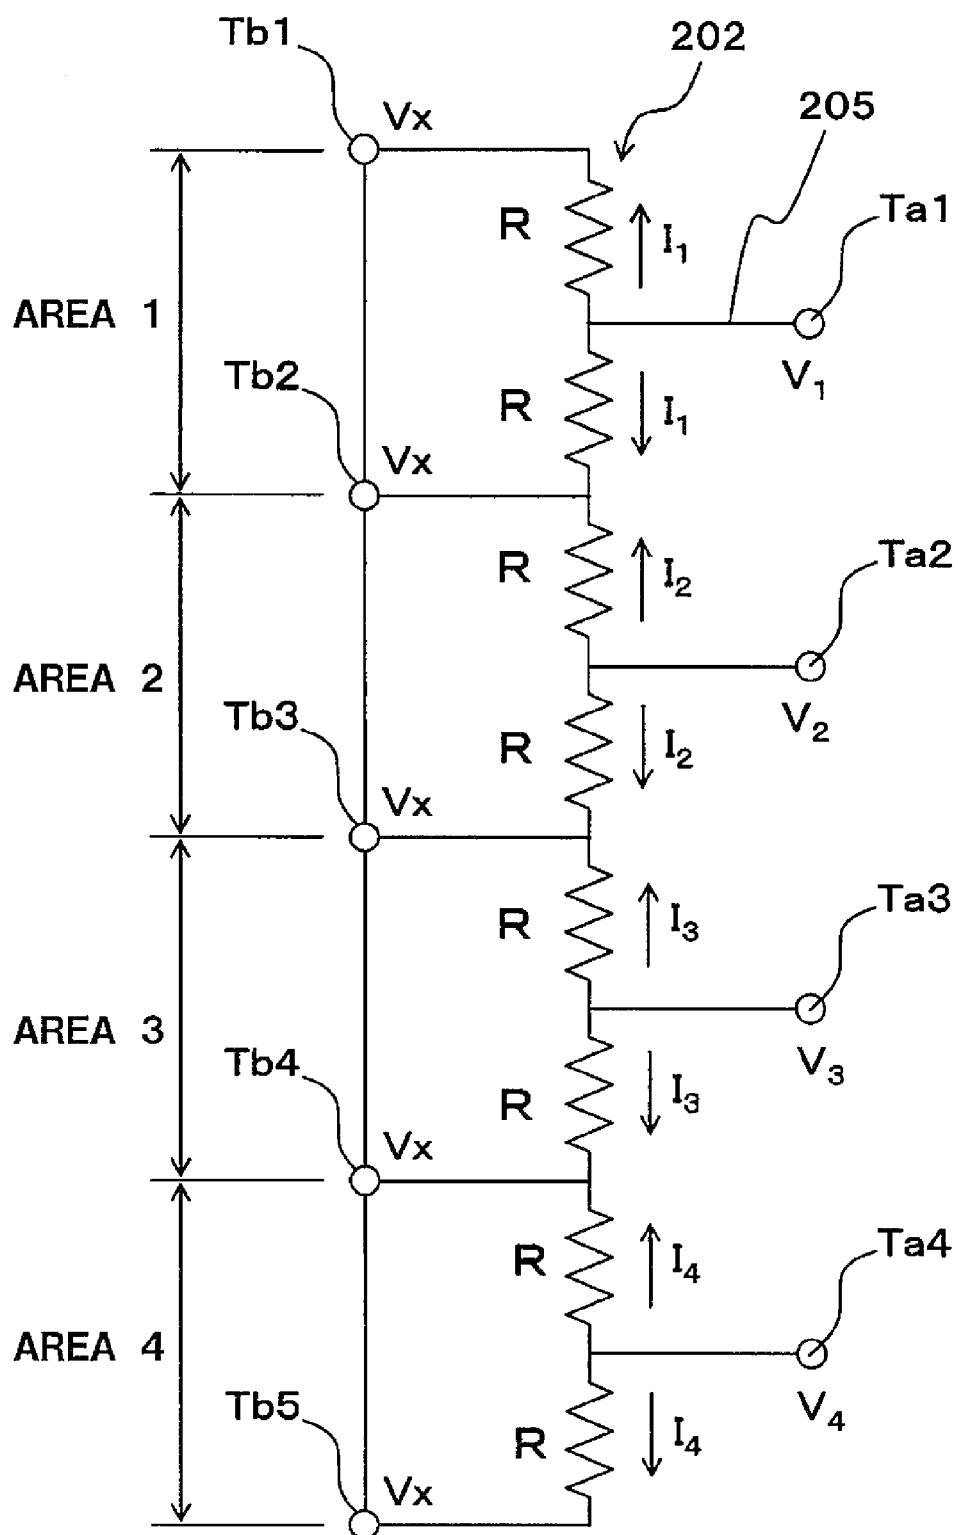 Tb1
202
Vx
205
R
I₁
Ta1
AREA 1
V₁
Tb2
R
I₁
Vx
R
I₂
Ta2
AREA 2
V₂
Tb3
R
I₂
Vx
R
I₃
Ta3
AREA 3
V₃
Tb4
R
I₃
Vx
R
I₄
Ta4
AREA 4
V₄
Tb5
R
I₄
Vx